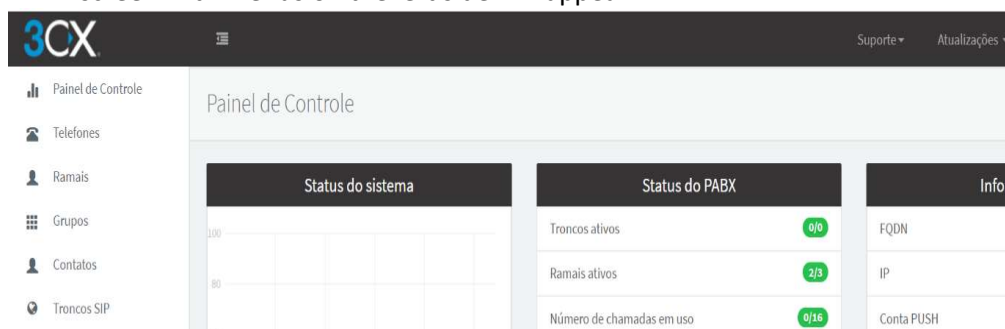 3CX
Suporte
Atualizações
Painel de Controle
Telefones
Ramais
Grupos
Contatos
Troncos SIP
Painel de Controle
Status do sistema
100
80
Status do PABX
Troncos ativos 0/0
Ramais ativos 2/3
Número de chamadas em uso 0/16
Info
FQDN
IP
Conta PUSH